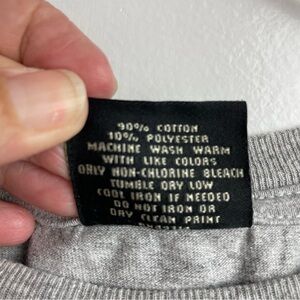 90% COTTON
10% POLYESTER
MACHINE WASH WARM
WITH LIKE COLORS
ONLY NON-CHLORINE BLEACH
TUMBLE DRY LOW
COOL IRON IF NEEDED
DO NOT IRON OR
DRY CLEAN PRINT